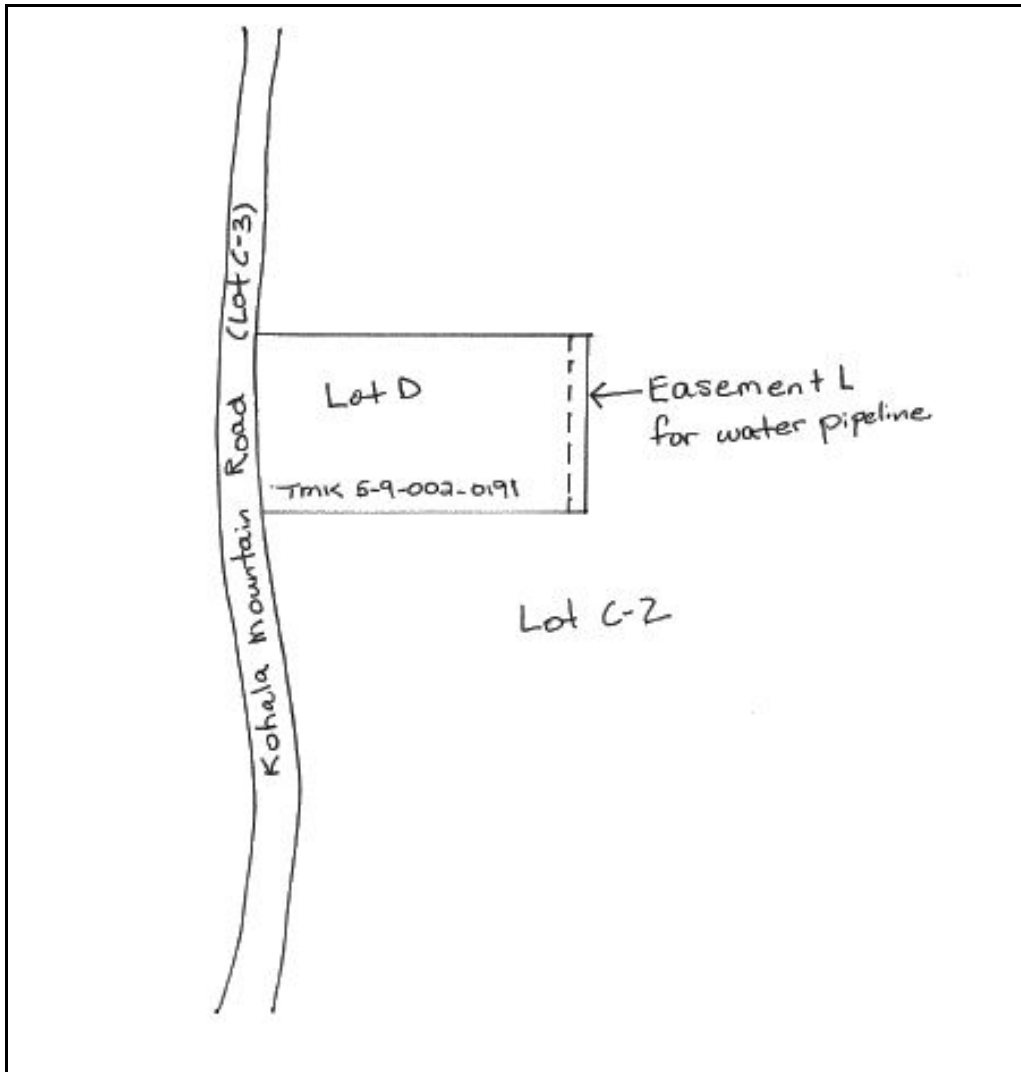 Kohala Mountain Road (Lot C-3)
Lot D
Easement L
for water pipeline
TMK 5-9-002-0191
Lot C-2